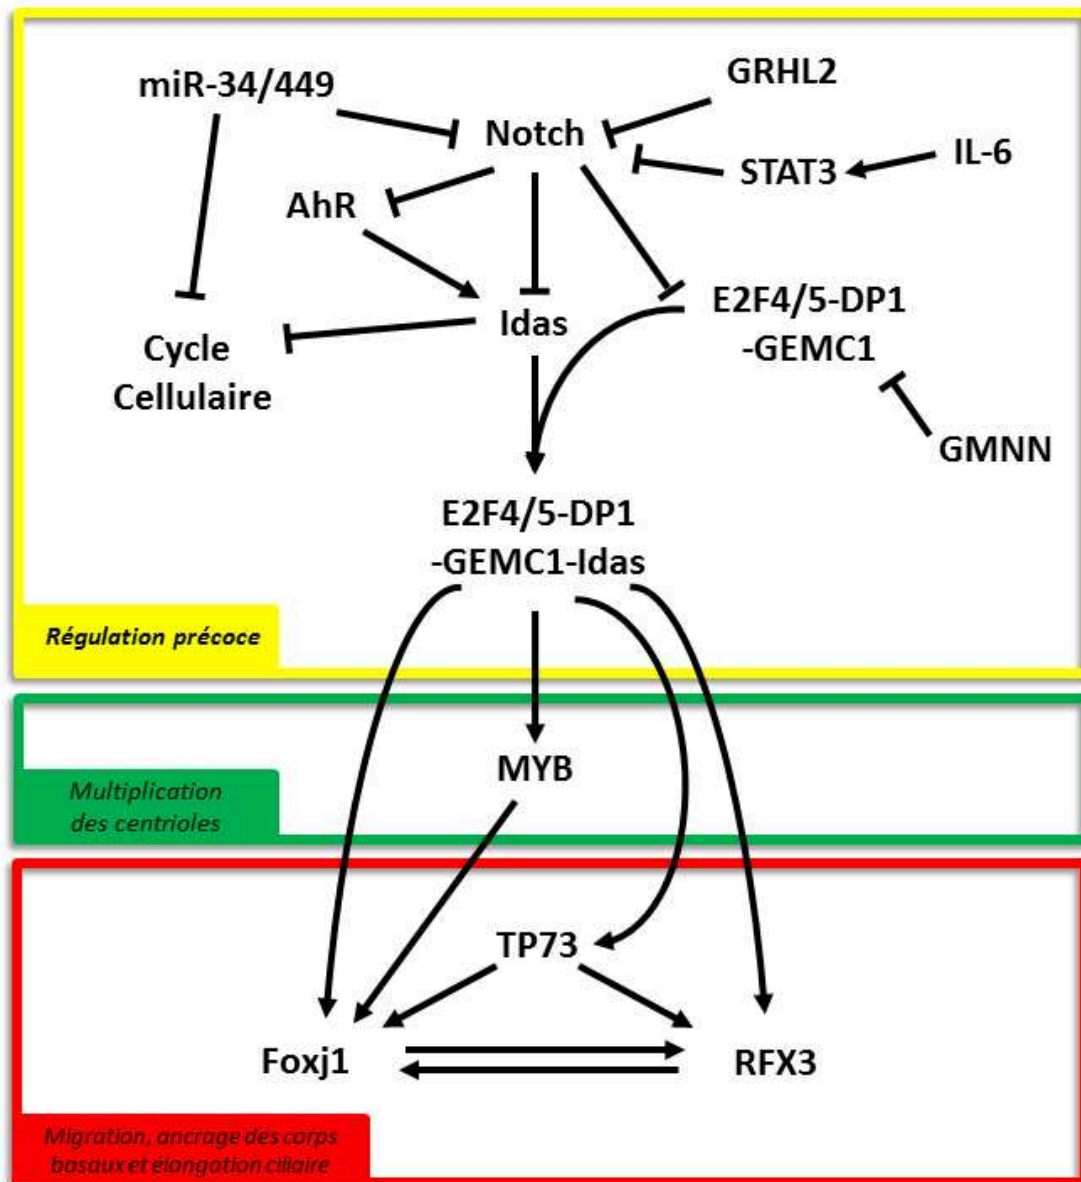 miR-34/449
GRHL2
Notch
STAT3
IL-6
AhR
Idas
E2F4/5-DP1
-GEMC1
Cycle
Cellulaire
GMNN
E2F4/5-DP1
-GEMC1-Idas
Régulation précoce
MYB
Multiplication
des centrioles
TP73
Foxj1
RFX3
Migration, ancrage des corps
basaux et élongation ciliaire